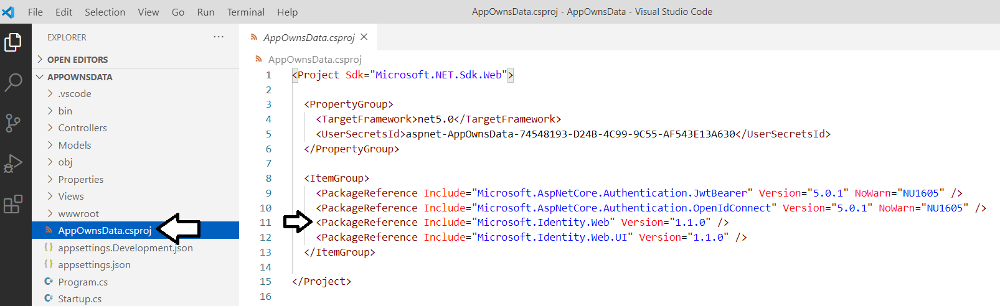 File Edit Selection View Go Run Terminal Help AppOwnsData.csproj - AppOwnsData - Visual Studio Code
EXPLORER ···
OPEN EDITORS
APPOWNSDATA
.vscode
bin
Controllers
Models
obj
Properties
Views
wwwroot
AppOwnsData.csproj
{} appsettings.Development.json
{} appsettings.json
C# Program.cs
C# Startup.cs
AppOwnsData.csproj
AppOwnsData.csproj
1 <Project Sdk="Microsoft.NET.Sdk.Web">
2
3 <PropertyGroup>
4 <TargetFramework>net5.0</TargetFramework>
5 <UserSecretsId>aspnet-AppOwnsData-74548193-D24B-4C99-9C55-AF543E13A630</UserSecretsId>
6 </PropertyGroup>
7
8 <ItemGroup>
9 <PackageReference Include="Microsoft.AspNetCore.Authentication.JwtBearer" Version="5.0.1" NoWarn="NU1605" />
10 <PackageReference Include="Microsoft.AspNetCore.Authentication.OpenIdConnect" Version="5.0.1" NoWarn="NU1605" />
11 <PackageReference Include="Microsoft.Identity.Web" Version="1.1.0" />
12 <PackageReference Include="Microsoft.Identity.Web.UI" Version="1.1.0" />
13 </ItemGroup>
14
15 </Project>
16